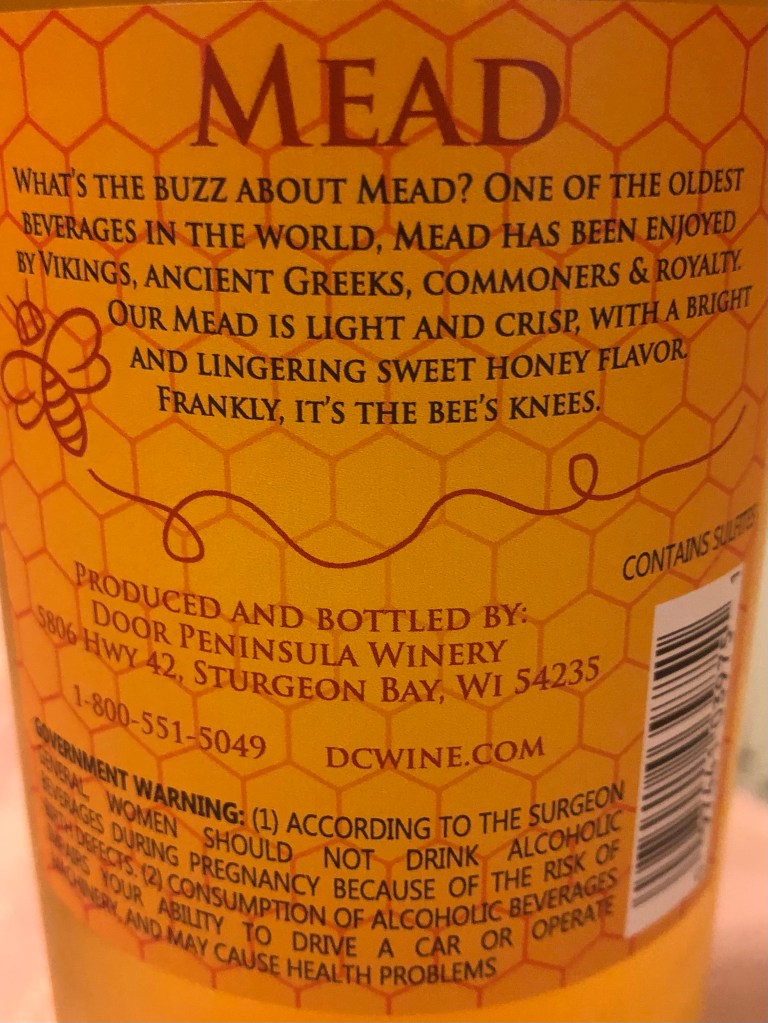 MEAD
WHAT'S THE BUZZ ABOUT MEAD? ONE OF THE OLDEST
BEVERAGES IN THE WORLD, MEAD HAS BEEN ENJOYED
BY VIKINGS, ANCIENT GREEKS, COMMONERS & ROYALTY.
OUR MEAD IS LIGHT AND CRISP, WITH A BRIGHT
AND LINGERING SWEET HONEY FLAVOR.
FRANKLY, IT'S THE BEE'S KNEES.
CONTAINS SULFITES
PRODUCED AND BOTTLED BY:
DOOR PENINSULA WINERY
5806 HWY 42, STURGEON BAY, WI 54235
1-800-551-5049 DCWINE.COM
GOVERNMENT WARNING: (1) ACCORDING TO THE SURGEON
GENERAL, WOMEN SHOULD NOT DRINK ALCOHOLIC
BEVERAGES DURING PREGNANCY BECAUSE OF THE RISK OF
BIRTH DEFECTS. (2) CONSUMPTION OF ALCOHOLIC BEVERAGES
IMPAIRS YOUR ABILITY TO DRIVE A CAR OR OPERATE
MACHINERY, AND MAY CAUSE HEALTH PROBLEMS